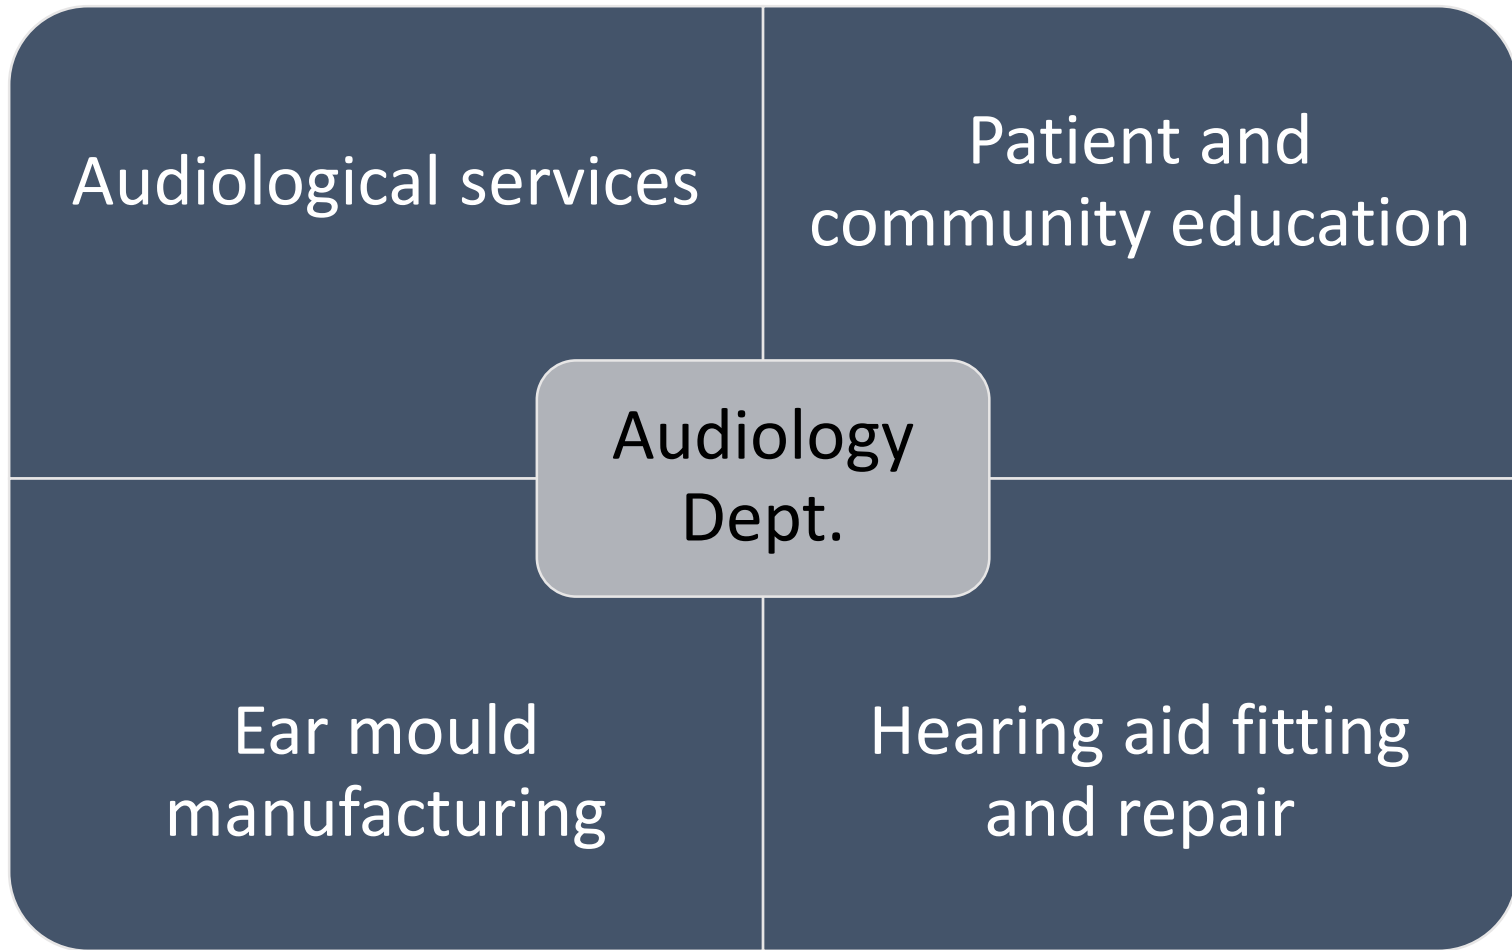 Audiological services
Patient and
community education
Audiology
Dept.
Ear mould
manufacturing
Hearing aid fitting
and repair